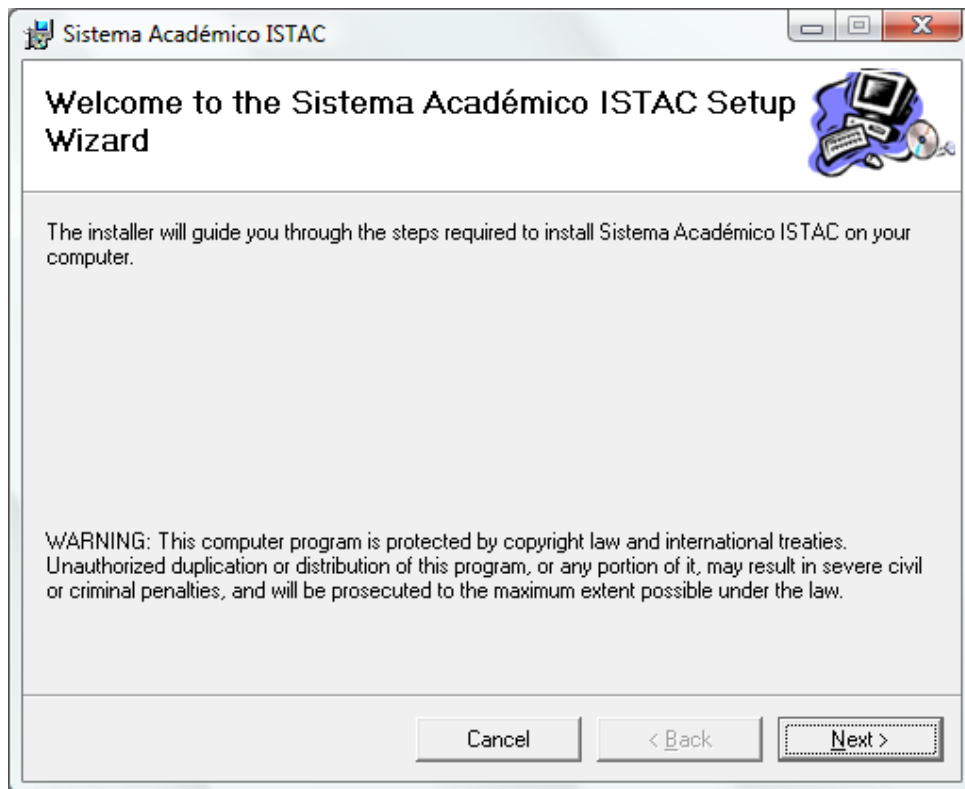 Sistema Académico ISTAC
Welcome to the Sistema Académico ISTAC Setup
Wizard
The installer will guide you through the steps required to install Sistema Académico ISTAC on your
computer.
WARNING: This computer program is protected by copyright law and international treaties.
Unauthorized duplication or distribution of this program, or any portion of it, may result in severe civil
or criminal penalties, and will be prosecuted to the maximum extent possible under the law.
Cancel
< Back
Next >